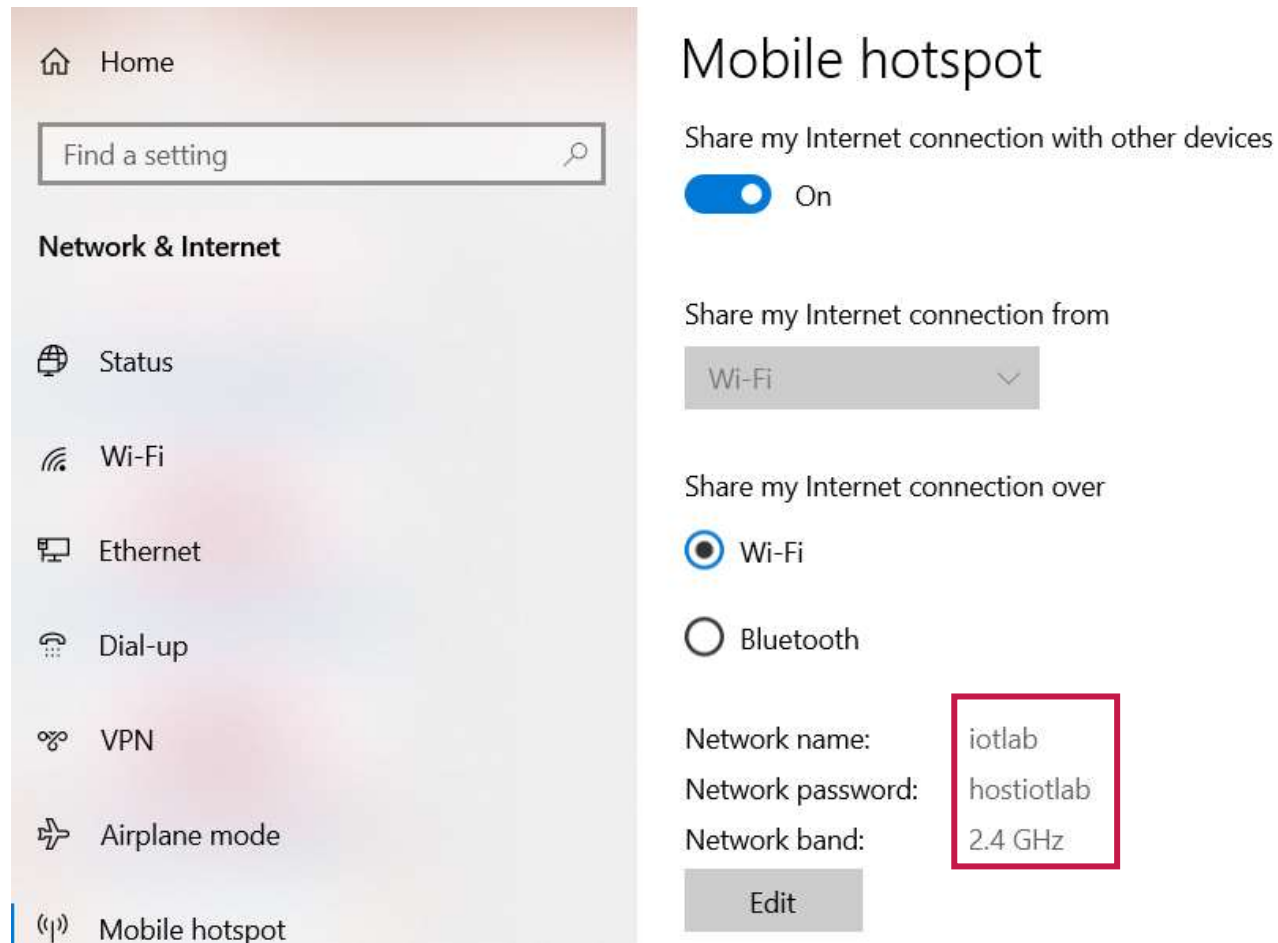 Home
Find a setting
Network & Internet
Status
Wi-Fi
Ethernet
Dial-up
VPN
Airplane mode
Mobile hotspot
Mobile hotspot
Share my Internet connection with other devices
On
Share my Internet connection from
Wi-Fi
Share my Internet connection over
Wi-Fi
Bluetooth
Network name: iotlab
Network password: hostiotlab
Network band: 2.4 GHz
Edit